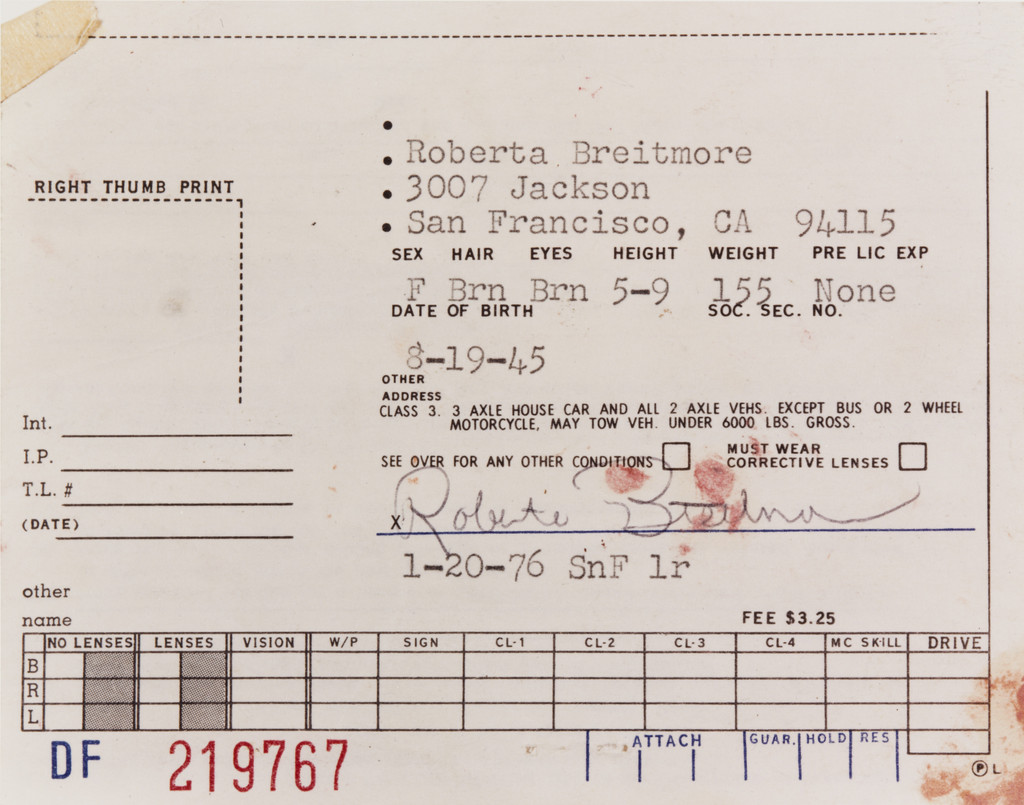 Roberta Breitmore
RIGHT THUMB PRINT
3007 Jackson
San Francisco, CA 94115
SEX HAIR EYES HEIGHT WEIGHT PRE LIC EXP
F Brn Brn 5-9 155 None
DATE OF BIRTH SOC. SEC. NO.
8-19-45
OTHER
ADDRESS
CLASS 3. 3 AXLE HOUSE CAR AND ALL 2 AXLE VEHS. EXCEPT BUS OR 2 WHEEL
MOTORCYCLE, MAY TOW VEH. UNDER 6000 LBS. GROSS.
Int.
I.P.
T.L. #
(DATE)
SEE OVER FOR ANY OTHER CONDITIONS
MUST WEAR
CORRECTIVE LENSES
X Roberta Breitmore
1-20-76 SnF lr
other
name
FEE $3.25
NO LENSES LENSES VISION W/P SIGN CL-1 CL-2 CL-3 CL-4 MC SKILL DRIVE
B
R
L
DF 219767
ATTACH GUAR. HOLD RES
Ⓟ L